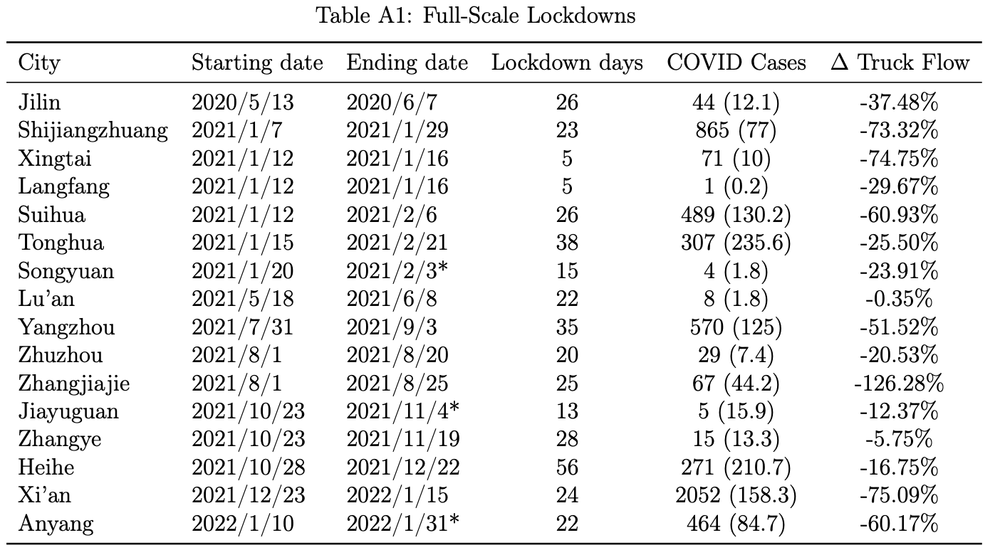 Table A1: Full-Scale Lockdowns
City Starting date Ending date Lockdown days COVID Cases Δ Truck Flow
Jilin 2020/5/13 2020/6/7 26 44 (12.1) -37.48%
Shijiangzhuang 2021/1/7 2021/1/29 23 865 (77) -73.32%
Xingtai 2021/1/12 2021/1/16 5 71 (10) -74.75%
Langfang 2021/1/12 2021/1/16 5 1 (0.2) -29.67%
Suihua 2021/1/12 2021/2/6 26 489 (130.2) -60.93%
Tonghua 2021/1/15 2021/2/21 38 307 (235.6) -25.50%
Songyuan 2021/1/20 2021/2/3* 15 4 (1.8) -23.91%
Lu'an 2021/5/18 2021/6/8 22 8 (1.8) -0.35%
Yangzhou 2021/7/31 2021/9/3 35 570 (125) -51.52%
Zhuzhou 2021/8/1 2021/8/20 20 29 (7.4) -20.53%
Zhangjiajie 2021/8/1 2021/8/25 25 67 (44.2) -126.28%
Jiayuguan 2021/10/23 2021/11/4* 13 5 (15.9) -12.37%
Zhangye 2021/10/23 2021/11/19 28 15 (13.3) -5.75%
Heihe 2021/10/28 2021/12/22 56 271 (210.7) -16.75%
Xi'an 2021/12/23 2022/1/15 24 2052 (158.3) -75.09%
Anyang 2022/1/10 2022/1/31* 22 464 (84.7) -60.17%